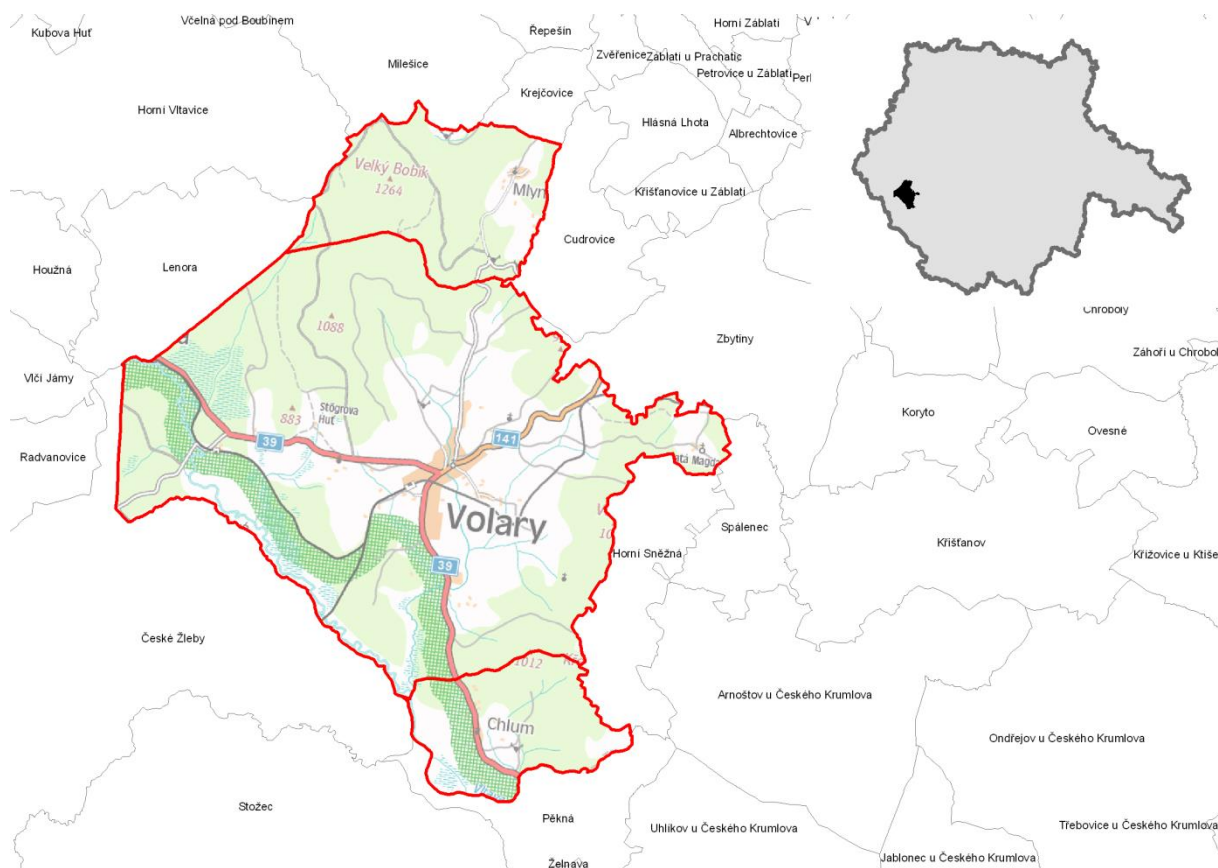 Včelna pod Boubínem
Kubova Huť
Řepešín
Horní Záblatí
Milešice
Zvěřenice
Záblatí u Prachatic
Petrovice u Záblatí
Krejčovice
Horní Vltavice
Hlásná Lhota
Albrechtovice
Velký Bobík
1264
Mlyn
Křišťanovice u Záblatí
Cudrovice
Houžná
Lenora
Chroboly
1088
Zbytiny
Záhoří u Chrobol
Vlčí Jámy
Stögrova
Huť
883
Koryto
Ovesné
39
141
Radvanovice
Volary
Spálenec
Křišťanov
Horní Sněžná
Křížovice u Ktiše
39
České Žleby
1012
Arnoštov u Českého Krumlova
Chlum
Ondřejov u Českého Krumlova
Stožec
Pěkná
Uhlíkov u Českého Krumlova
Třebovice u Českého Krumlova
Želnava
Jablonec u Českého Krumlova